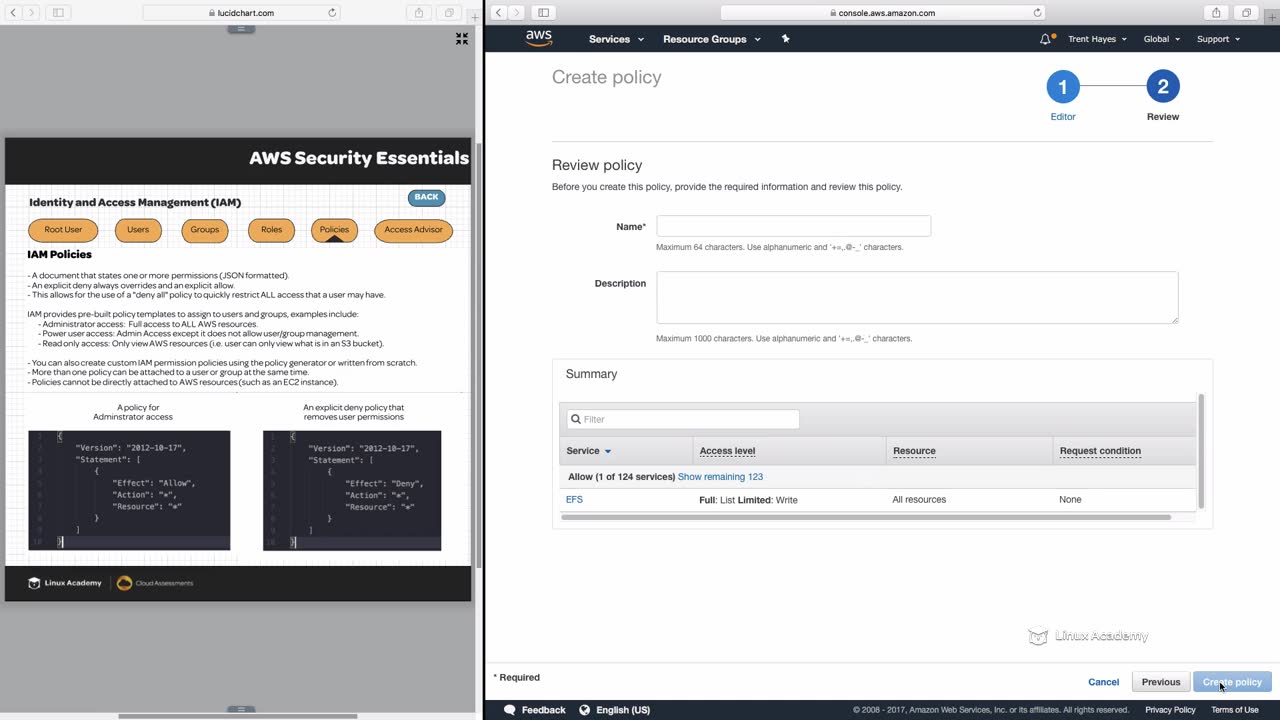 lucidchart.com
AWS Security Essentials
Identity and Access Management (IAM)
BACK
Root User
Users
Groups
Roles
Policies
Access Advisor
IAM Policies
- A document that states one or more permissions (JSON formatted).
- An explicit deny always overrides and an explicit allow.
- This allows for the use of a "deny all" policy to quickly restrict ALL access that a user may have.
IAM provides pre-built policy templates to assign to users and groups, examples include:
- Administrator access: Full access to ALL AWS resources.
- Power user access: Admin Access except it does not allow user/group management.
- Read only access: Only view AWS resources (i.e. user can only view what is in an S3 bucket).
- You can also create custom IAM permission policies using the policy generator or written from scratch.
- More than one policy can be attached to a user or group at the same time.
- Policies cannot be directly attached to AWS resources (such as an EC2 instance).
A policy for
Adminstrator access
{
"Version": "2012-10-17",
"Statement": [
{
"Effect": "Allow",
"Action": "*",
"Resource": "*"
}
]
}
An explicit deny policy that
removes user permissions
{
"Version": "2012-10-17",
"Statement": [
{
"Effect": "Deny",
"Action": "*",
"Resource": "*"
}
]
}
Linux Academy
Cloud Assessments
console.aws.amazon.com
aws
Services
Resource Groups
Trent Hayes
Global
Support
Create policy
1
Editor
2
Review
Review policy
Before you create this policy, provide the required information and review this policy.
Name*
Maximum 64 characters. Use alphanumeric and '+=,.@-_' characters.
Description
Maximum 1000 characters. Use alphanumeric and '+=,.@-_' characters.
Summary
Filter
Service Access level Resource Request condition
Allow (1 of 124 services) Show remaining 123
EFS Full: List Limited: Write All resources None
Linux Academy
* Required
Cancel
Previous
Create policy
Feedback
English (US)
© 2008 - 2017, Amazon Web Services, Inc. or its affiliates. All rights reserved.
Privacy Policy
Terms of Use